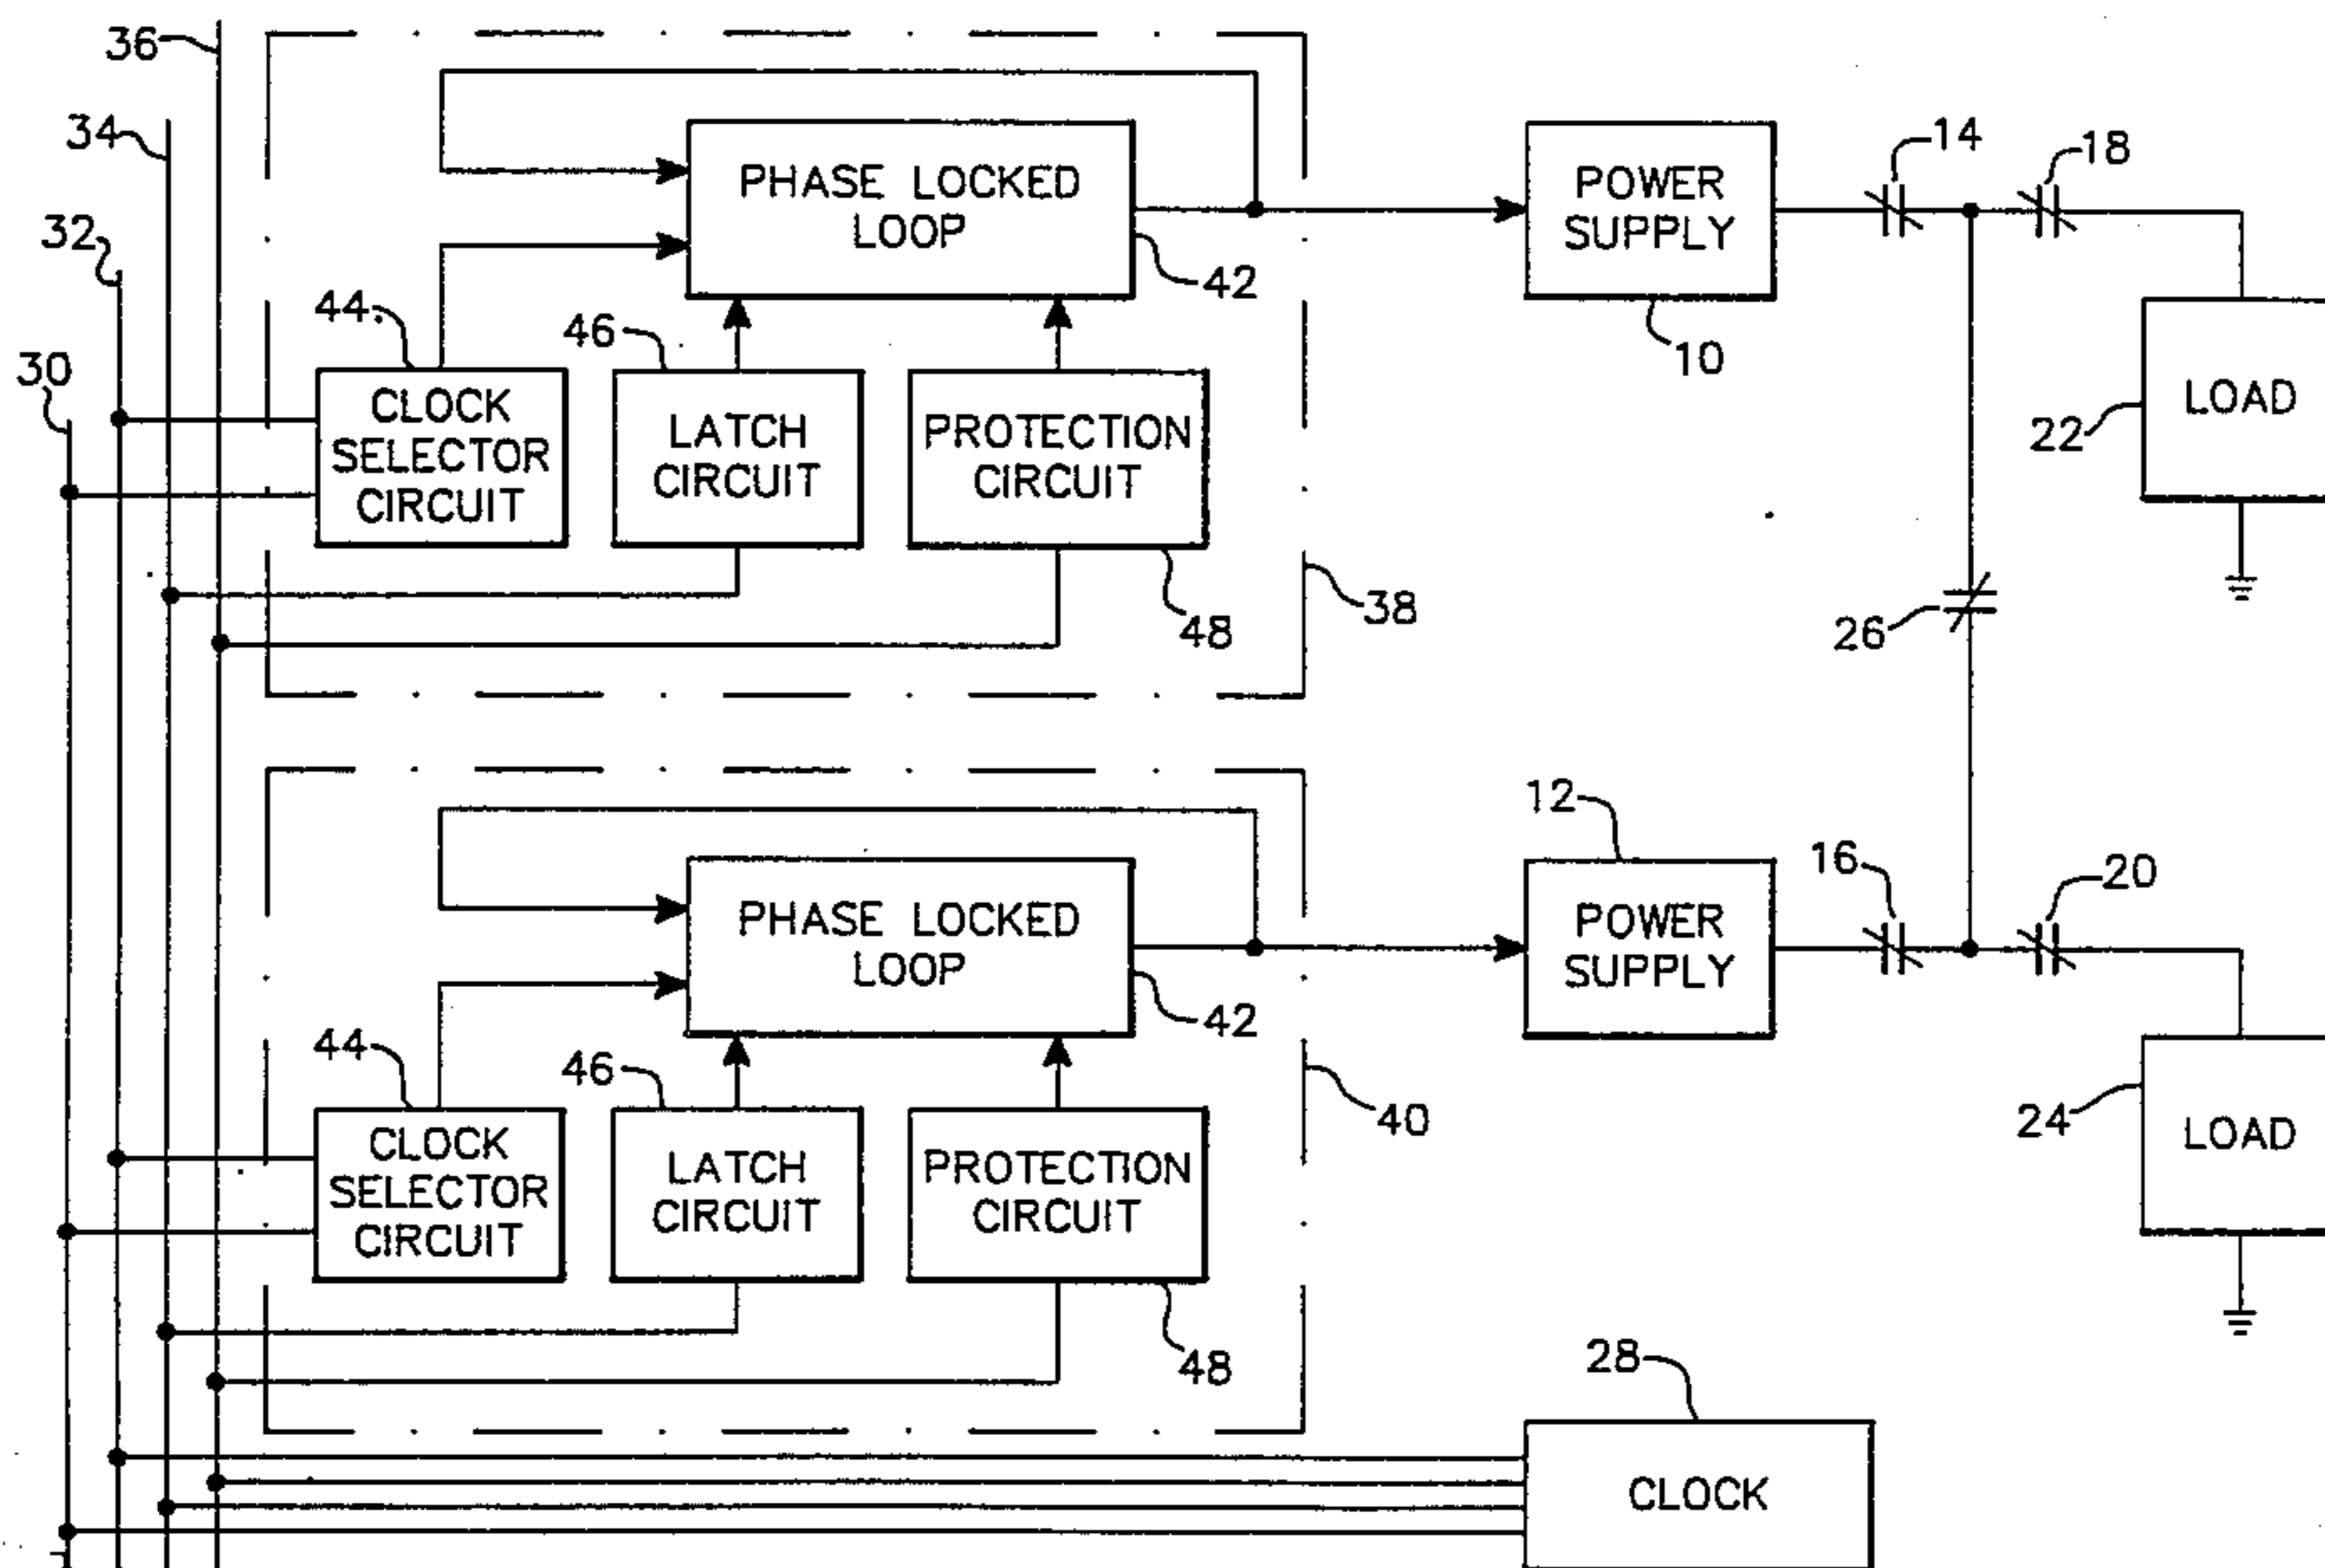 36
34
32
30
PHASE LOCKED
LOOP
42
44
46
CLOCK
SELECTOR
CIRCUIT
LATCH
CIRCUIT
PROTECTION
CIRCUIT
48
38
POWER
SUPPLY
10
14
18
LOAD
22
26
PHASE LOCKED
LOOP
42
44
46
CLOCK
SELECTOR
CIRCUIT
LATCH
CIRCUIT
PROTECTION
CIRCUIT
48
40
12
POWER
SUPPLY
16
20
LOAD
24
28
CLOCK